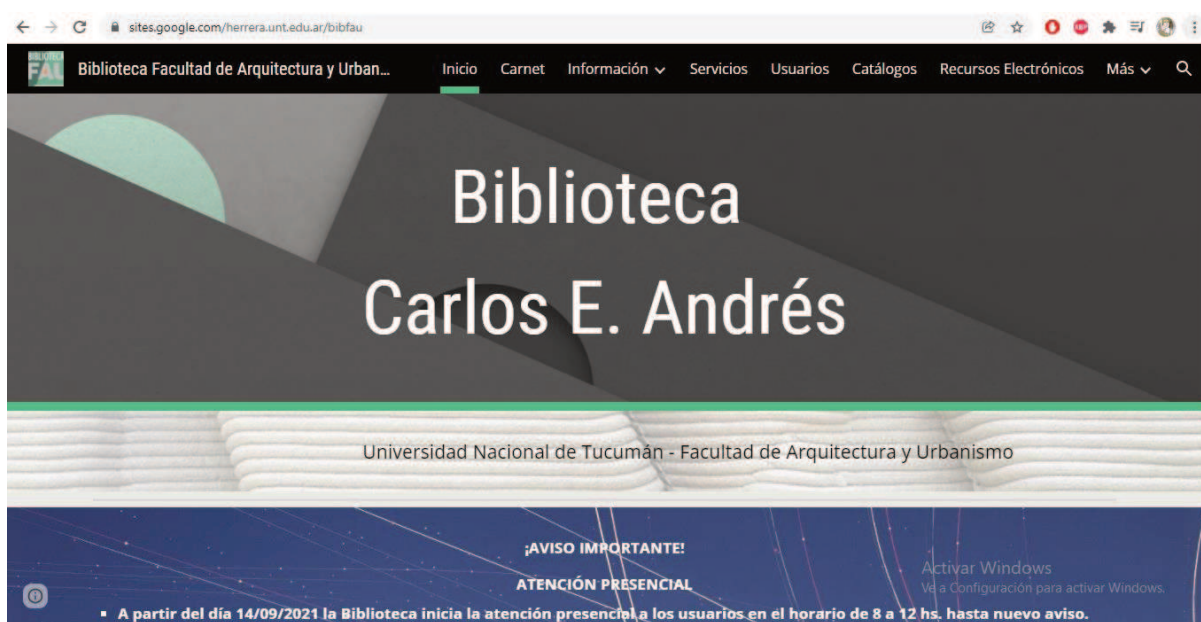 sites.google.com/herrera.unt.edu.ar/bibfau
ABP
BIBLIOTECA
FAL
Biblioteca Facultad de Arquitectura y Urban... Inicio Carnet Información Servicios Usuarios Catálogos Recursos Electrónicos Más
Biblioteca
Carlos E. Andrés
Universidad Nacional de Tucumán - Facultad de Arquitectura y Urbanismo
¡AVISO IMPORTANTE!
ATENCIÓN PRESENCIAL
Activar Windows
Ve a Configuración para activar Windows.
▪ A partir del día 14/09/2021 la Biblioteca inicia la atención presencial a los usuarios en el horario de 8 a 12 hs. hasta nuevo aviso.